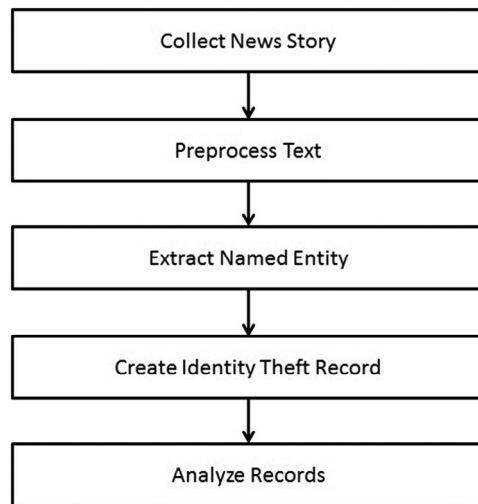 Collect News Story
Preprocess Text
Extract Named Entity
Create Identity Theft Record
Analyze Records